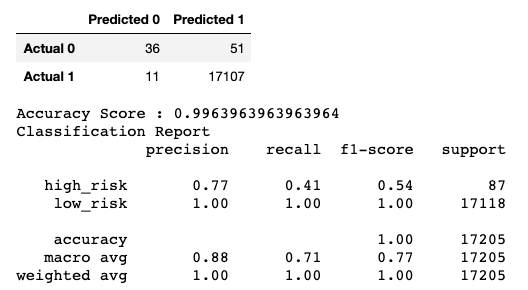 Predicted 0 Predicted 1
Actual 0 36 51
Actual 1 11 17107
Accuracy Score : 0.9963963963963964
Classification Report
precision recall f1-score support
high_risk 0.77 0.41 0.54 87
low_risk 1.00 1.00 1.00 17118
accuracy 1.00 17205
macro avg 0.88 0.71 0.77 17205
weighted avg 1.00 1.00 1.00 17205